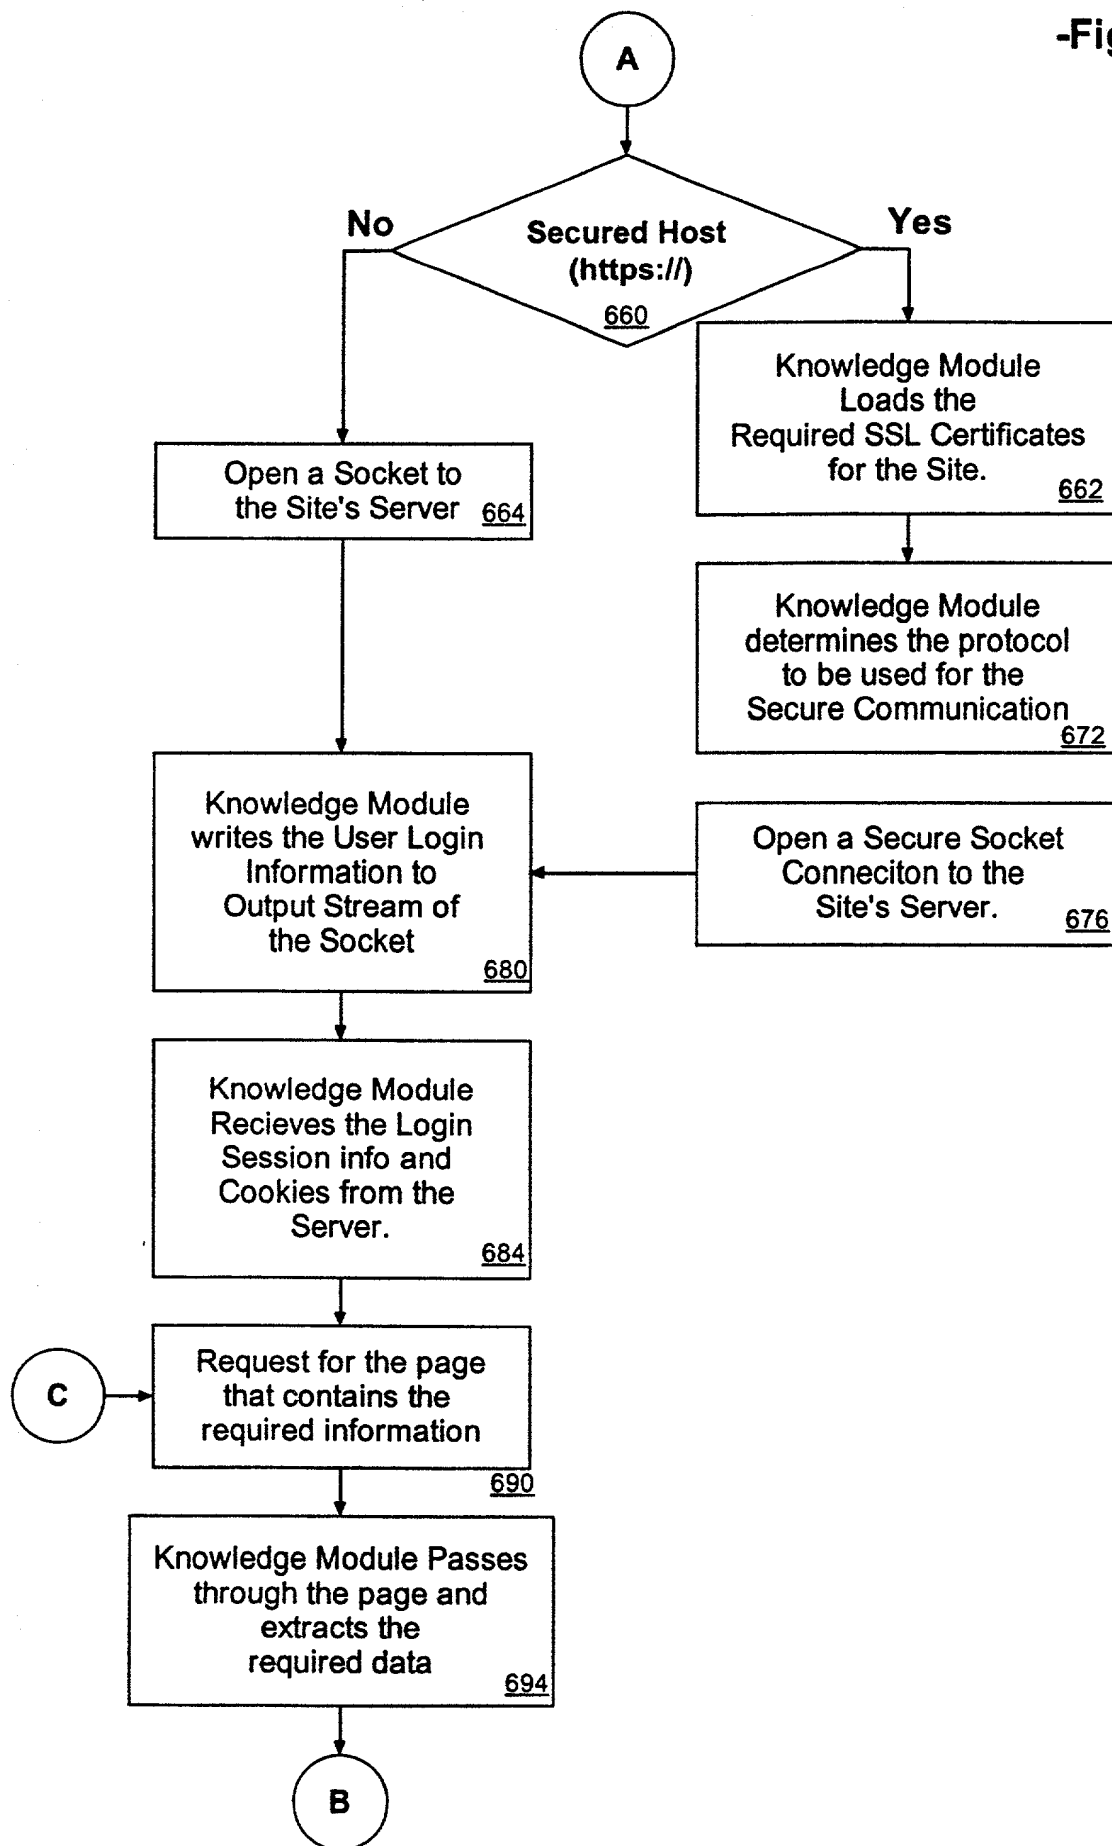 -Fig
A
No
Yes
Secured Host
(https://)
660
Knowledge Module
Loads the
Required SSL Certificates
for the Site.
662
Open a Socket to
the Site's Server 664
Knowledge Module
determines the protocol
to be used for the
Secure Communication
672
Knowledge Module
writes the User Login
Information to
Output Stream of
the Socket
680
Open a Secure Socket
Conneciton to the
Site's Server.
676
Knowledge Module
Recieves the Login
Session info and
Cookies from the
Server.
684
C
Request for the page
that contains the
required information
690
Knowledge Module Passes
through the page and
extracts the
required data
694
B